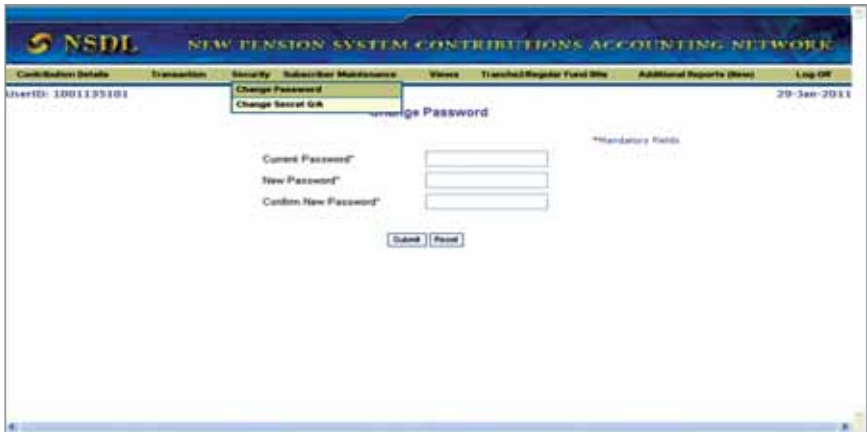 NSDL NEW PENSION SYSTEM CONTRIBUTIONS ACCOUNTING NETWORK
Contribution Details Transaction Security Subscriber Maintenance Views TrancheI/Regular Fund Bills Additional Reports (New) Log Off
UserID: 1001135101 29-Jan-2011
Change Password
Change Secret Q/A
Change Password
*Mandatory Fields
Current Password*
New Password*
Confirm New Password*
Submit Reset